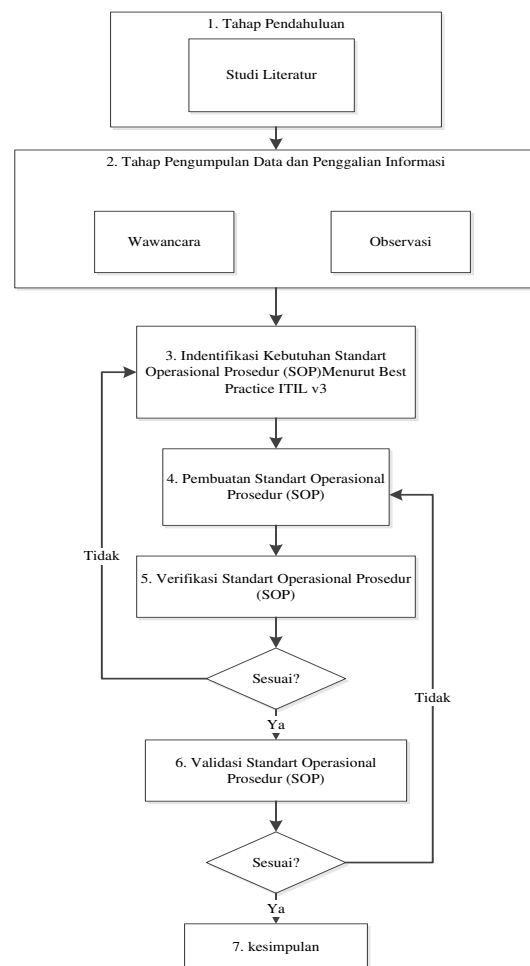 1. Tahap Pendahuluan
Studi Literatur
2. Tahap Pengumpulan Data dan Penggalian Informasi
Wawancara
Observasi
3. Indentifikasi Kebutuhan Standart
Operasional Prosedur (SOP)Menurut Best
Practice ITIL v3
4. Pembuatan Standart Operasional
Prosedur (SOP)
Tidak
5. Verifikasi Standart Operasional Prosedur
(SOP)
Sesuai?
Tidak
Ya
6. Validasi Standart Operasional
Prosedur (SOP)
Sesuai?
Ya
7. kesimpulan